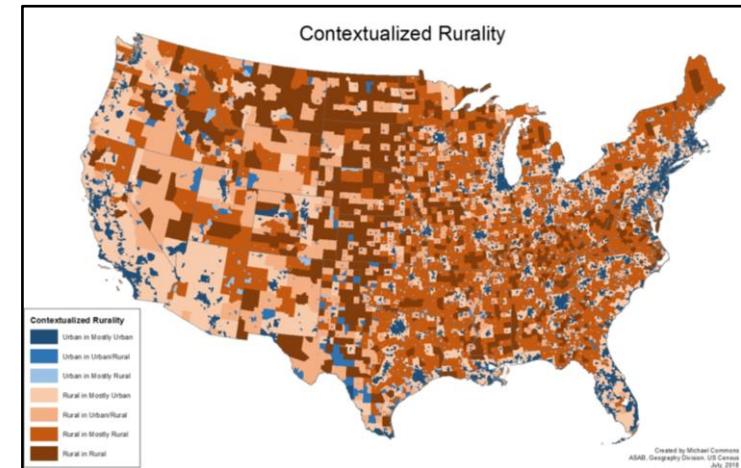 Contextualized Rurality
Contextualized Rurality
Urban in Mostly Urban
Urban in Urban/Rural
Urban in Mostly Rural
Rural in Mostly Urban
Rural in Urban/Rural
Rural in Mostly Rural
Rural in Rural
Created by Michael Commons
ASAB, Geography Division, US Census
July, 2016